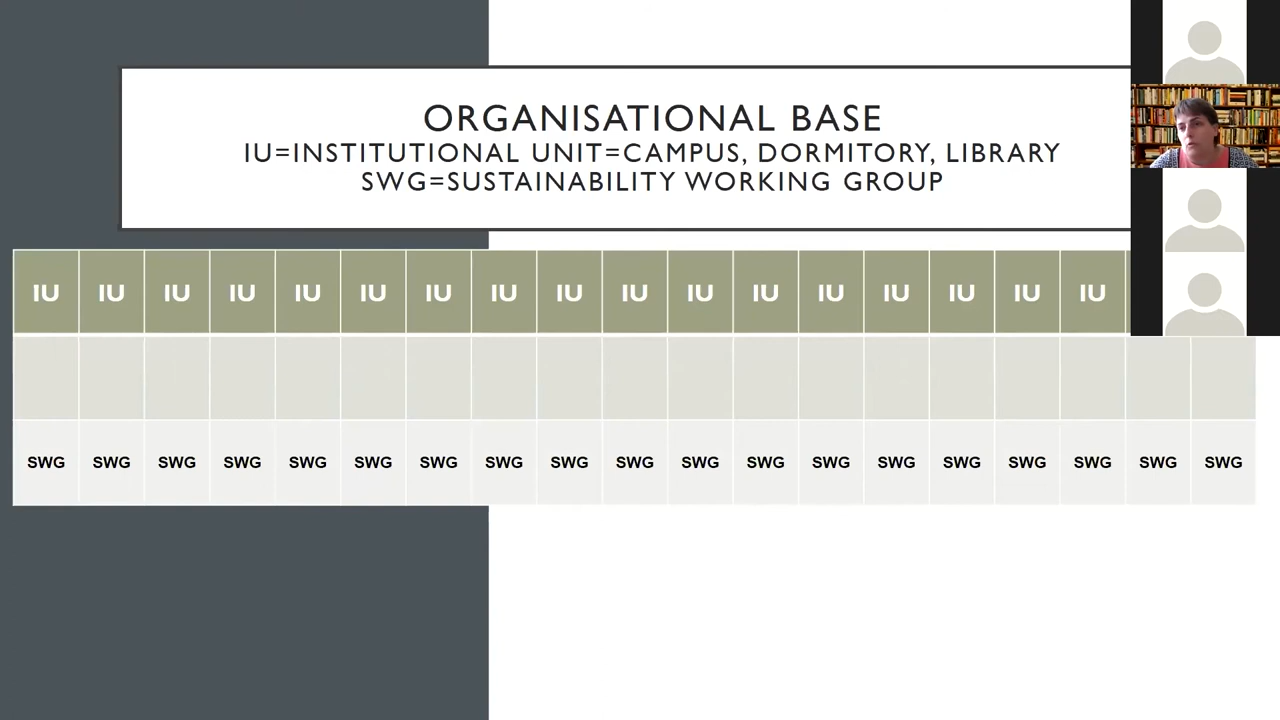 ORGANISATIONAL BASE
IU=INSTITUTIONAL UNIT=CAMPUS, DORMITORY, LIBRARY
SWG=SUSTAINABILITY WORKING GROUP
IU IU IU IU IU IU IU IU IU IU IU IU IU IU IU IU IU
SWG SWG SWG SWG SWG SWG SWG SWG SWG SWG SWG SWG SWG SWG SWG SWG SWG SWG SWG